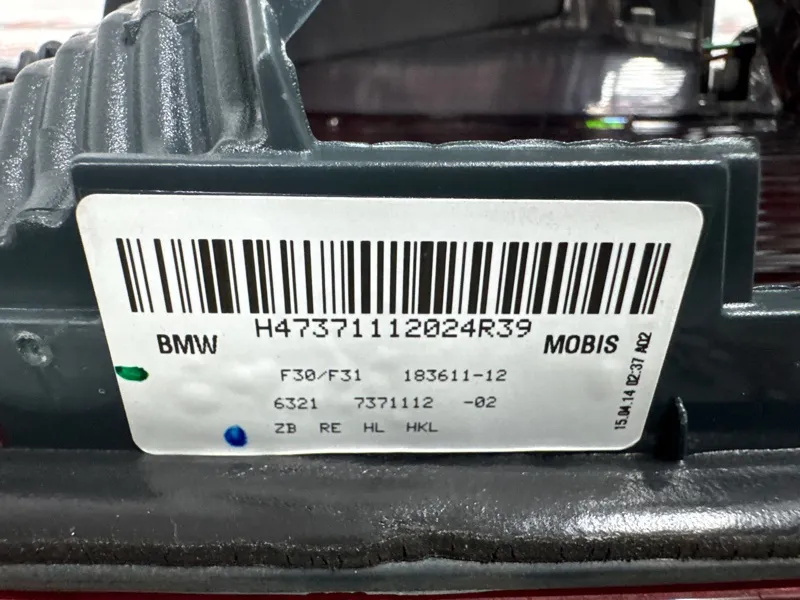 H47371112024R39
BMW
MOBIS
F30/F31 183611-12
6321 7371112 -02
ZB RE HL HKL
15.04.14 02:37 A02